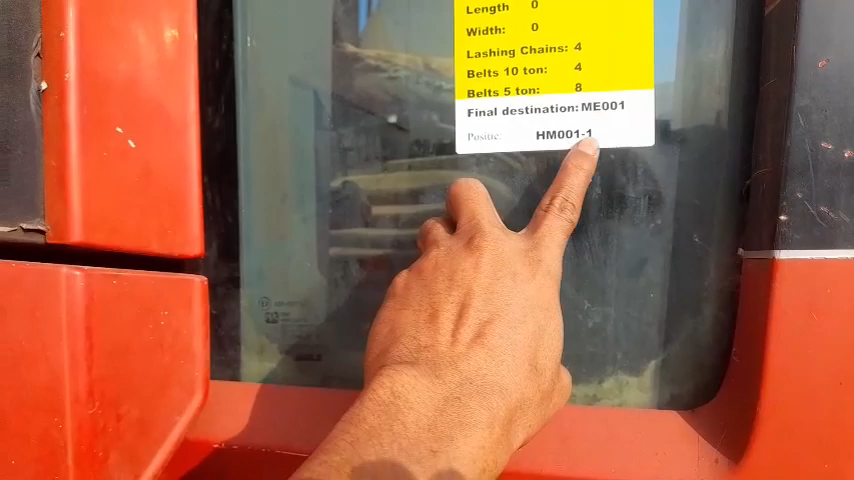 Length 0
Width: 0
Lashing Chains: 4
Belts 10 ton: 4
Belts 5 ton: 8
Final destination: ME001
Positic: HM001-1